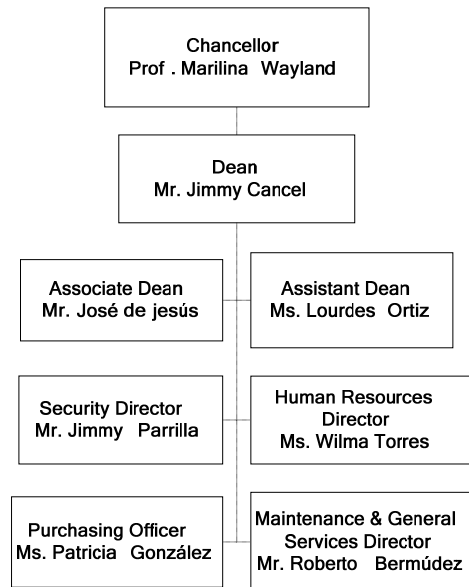 Chancellor
Prof . Marilina Wayland
Dean
Mr. Jimmy Cancel
Associate Dean
Mr. José de jesús
Assistant Dean
Ms. Lourdes Ortiz
Security Director
Mr. Jimmy Parrilla
Human Resources
Director
Ms. Wilma Torres
Purchasing Officer
Ms. Patricia González
Maintenance & General
Services Director
Mr. Roberto Bermúdez